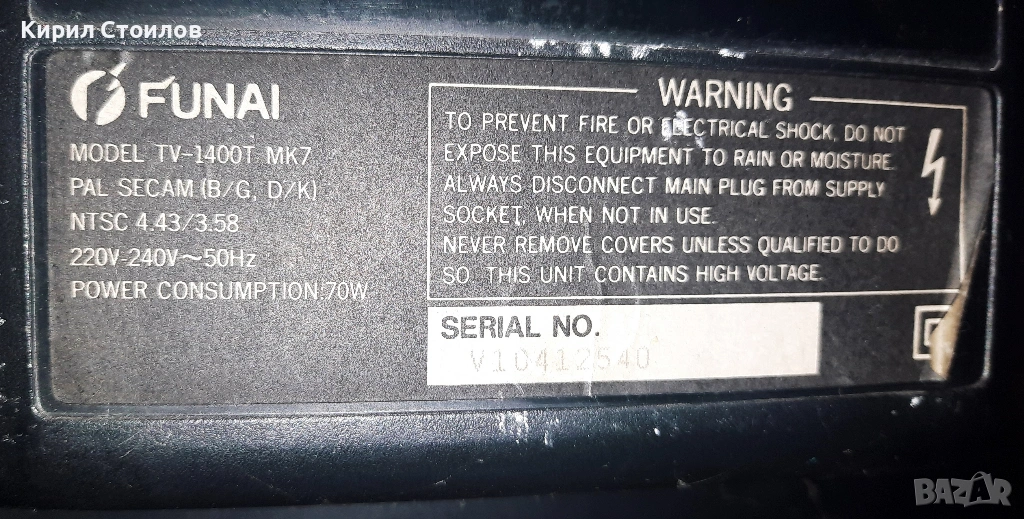 Кирил Стоилов
FUNAI
MODEL TV-1400T MK7
PAL SECAM (B/G, D/K)
NTSC 4.43/3.58
220V-240V~50Hz
POWER CONSUMPTION:70W
WARNING
TO PREVENT FIRE OR ELECTRICAL SHOCK, DO NOT
EXPOSE THIS EQUIPMENT TO RAIN OR MOISTURE.
ALWAYS DISCONNECT MAIN PLUG FROM SUPPLY
SOCKET, WHEN NOT IN USE.
NEVER REMOVE COVERS UNLESS QUALIFIED TO DO
SO. THIS UNIT CONTAINS HIGH VOLTAGE.
SERIAL NO.
V10412540
BAZAR